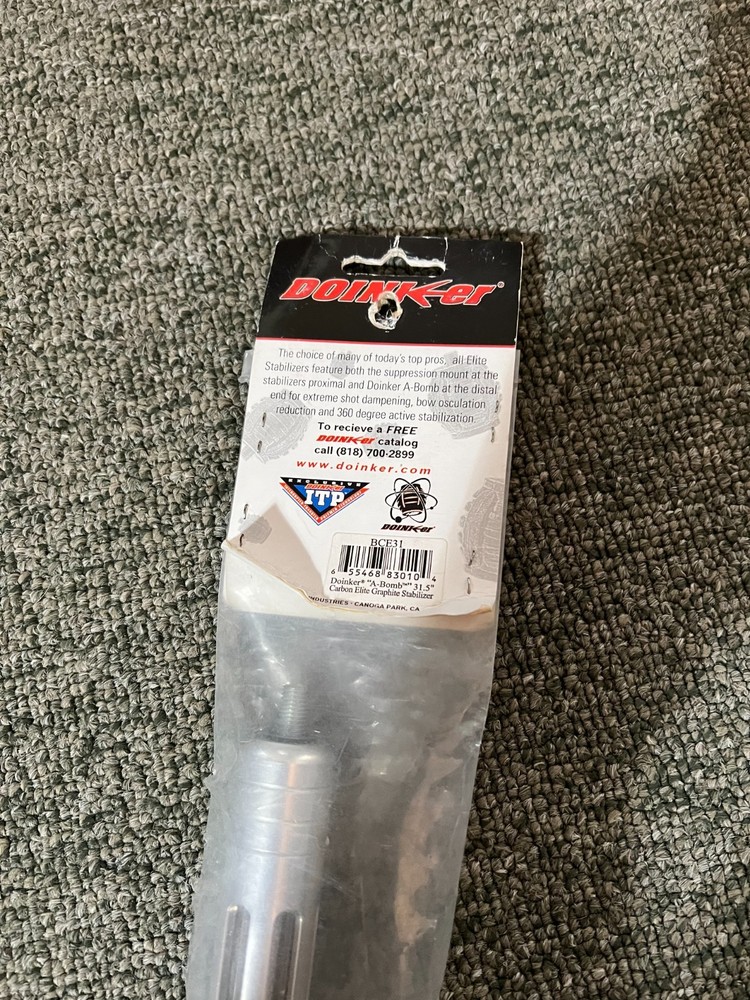 DOINKer®
The choice of many of today's top pros, all Elite
Stabilizers feature both the suppression mount at the
stabilizers proximal and Doinker A-Bomb at the distal
end for extreme shot dampening, bow osculation
reduction and 360 degree active stabilization.
To recieve a FREE
DOINKer catalog
call (818) 700-2899
www.doinker.com
EXCLUSIVE
DOINKer
ITP
DOINKer
BCE31
6 55468 83010 4
Doinker® "A-Bomb™" 31.5"
Carbon Elite Graphite Stabilizer
INDUSTRIES - CANOGA PARK, CA